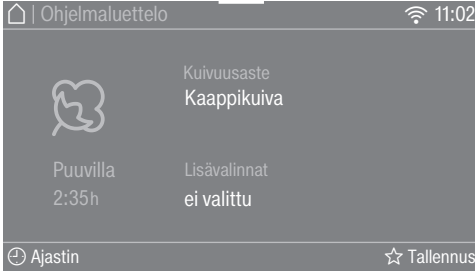 | Ohjelmaluettelo 11:02
Kuivuusaste
Kaappikuiva
Puuvilla
2:35h
Lisävalinnat
ei valittu
Ajastin
Tallennus